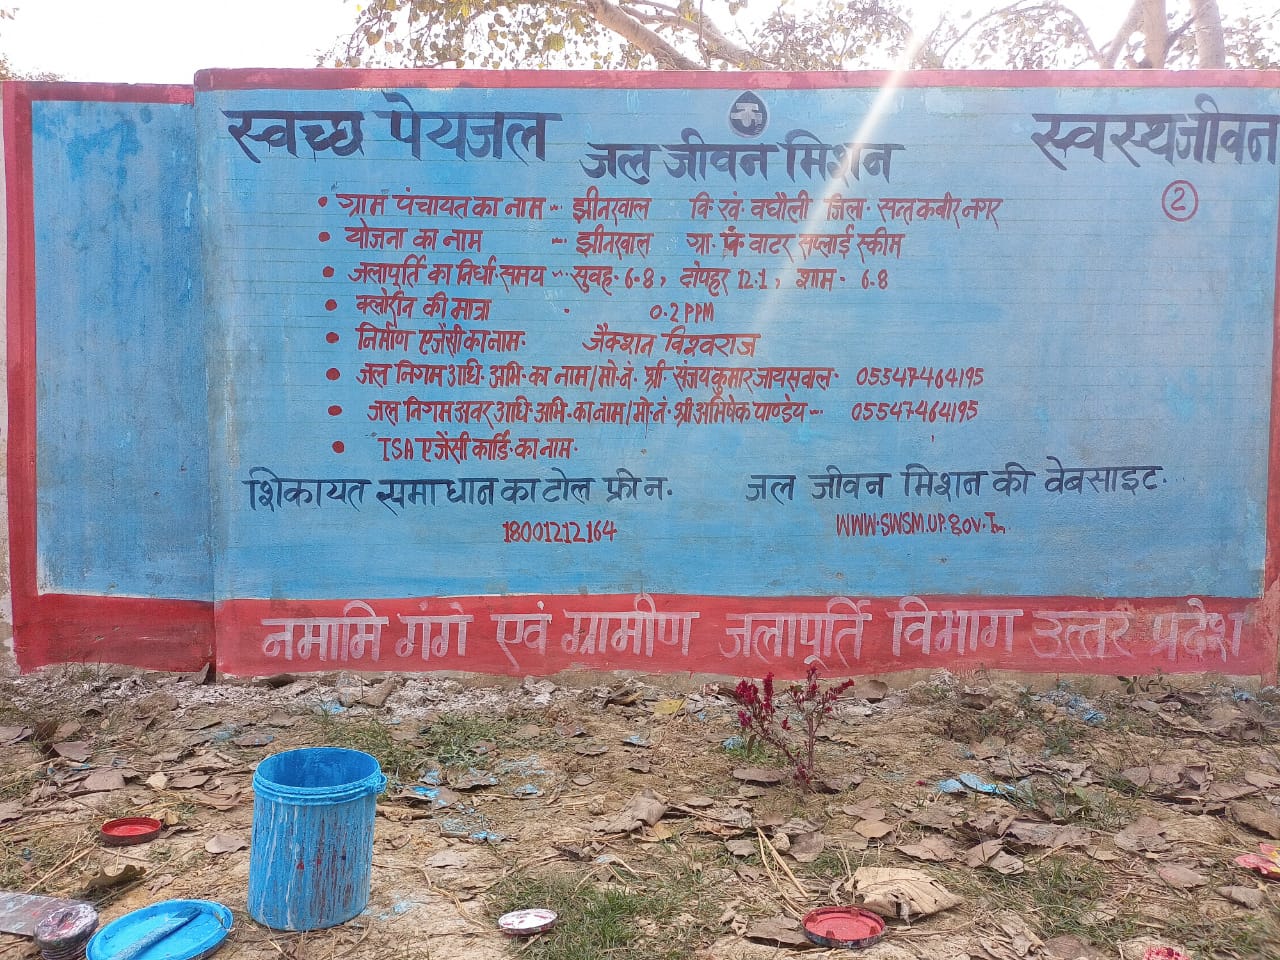 स्वच्छ पेयजल
जल जीवन मिशन
स्वस्थ जीवन
2
• ग्राम पंचायत का नाम -- झीनखाल वि. खं. बघौली जिला. सन्त कबीर नगर
• योजना का नाम -- झीनखाल ग्रा. पं. वाटर सप्लाई स्कीम
• जलापूर्ति का निर्धा. समय -- सुवह. 6.8, दोपहर 12.1, शाम. 6.8
• क्लोरीन की मात्रा . 0.2 PPM
• निर्माण एजेंसी का नाम. जैक्शन विश्वराज
• जल निगम अधि. अभि. का नाम/मो. नं. श्री संजय कुमार जायसवाल. 05547464195
• जल निगम अवर अधि. अभि. का नाम/मो. नं. श्री अभिषेक पाण्डेय -- 05547464195
• ISA एजेंसी कार्डि. का नाम.
शिकायत समाधान का टोल फ्री न. जल जीवन मिशन की वेबसाइट.
18001212164 WWW.SWSM.UP.gov.In
नमामि गंगे एवं ग्रामीण जलापूर्ति विभाग उत्तर प्रदेश